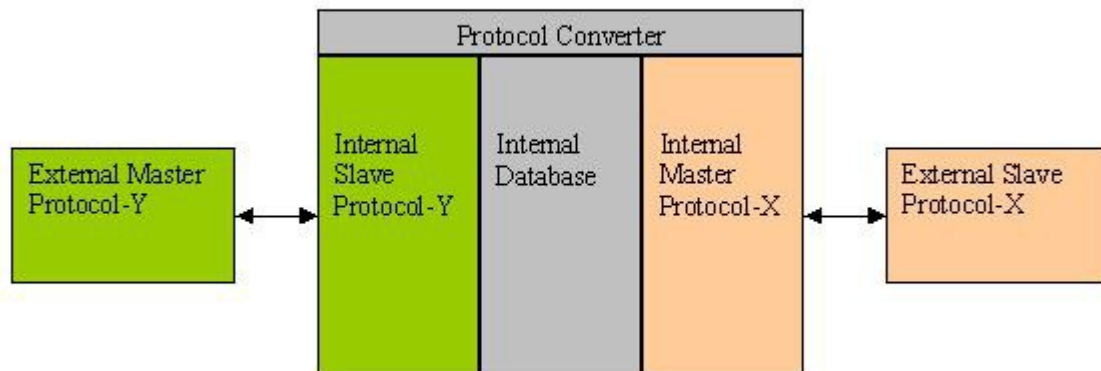 Protocol Converter
External Master
Protocol-Y
Internal
Slave
Protocol-Y
Internal
Database
Internal
Master
Protocol-X
External Slave
Protocol-X